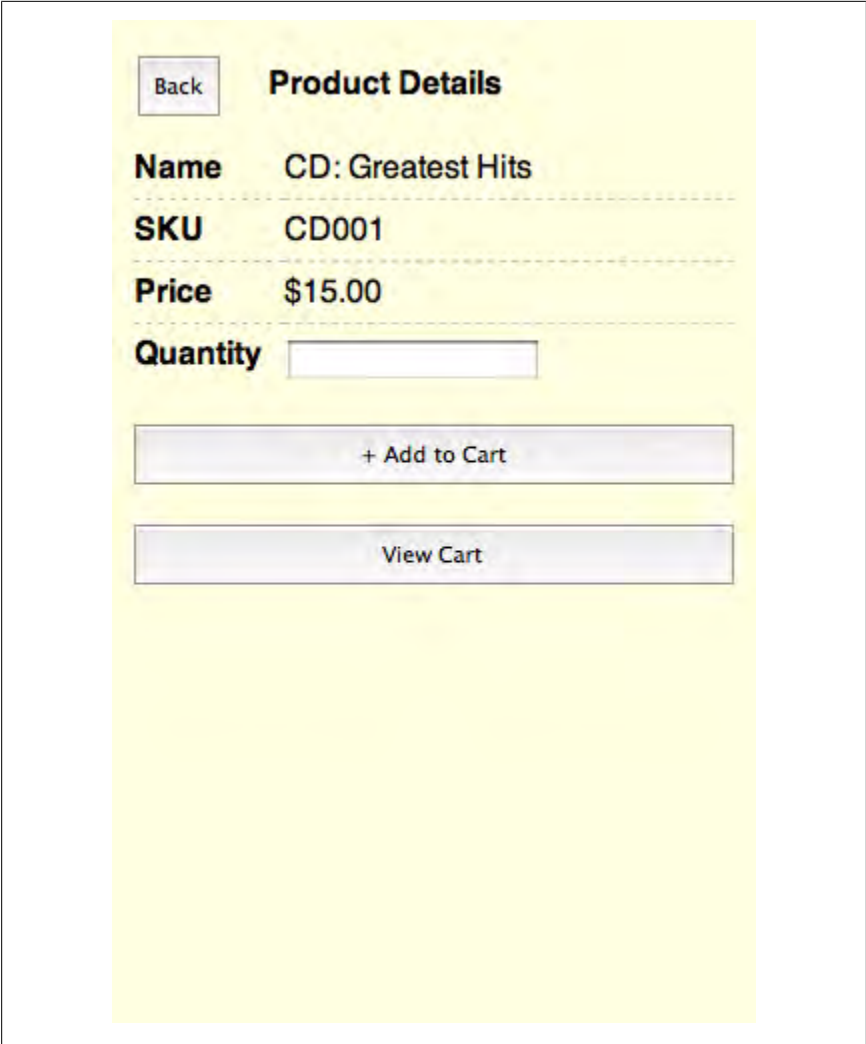 Back Product Details
Name CD: Greatest Hits
SKU CD001
Price $15.00
Quantity
+ Add to Cart
View Cart